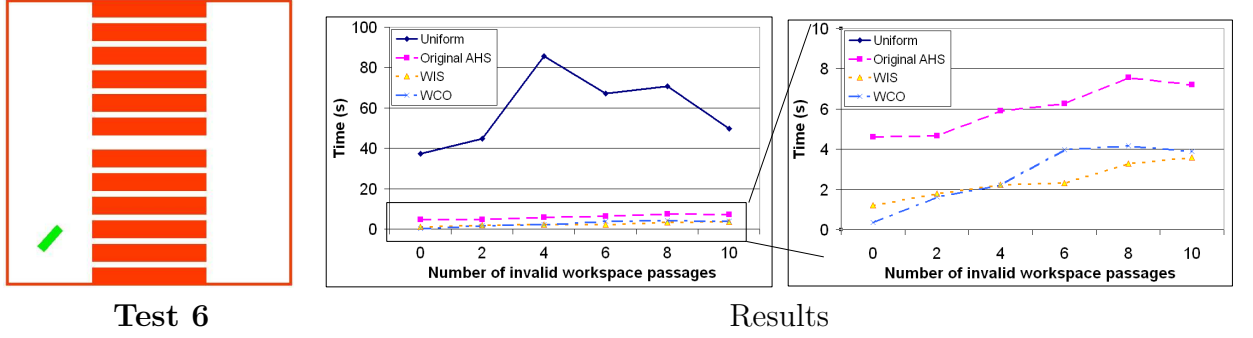 100
80
60
40
20
0
Time (s)
Uniform
Original AHS
WIS
WCO
0 2 4 6 8 10
Number of invalid workspace passages
10
8
6
4
2
0
Time (s)
Uniform
Original AHS
WIS
WCO
0 2 4 6 8 10
Number of invalid workspace passages
Test 6
Results